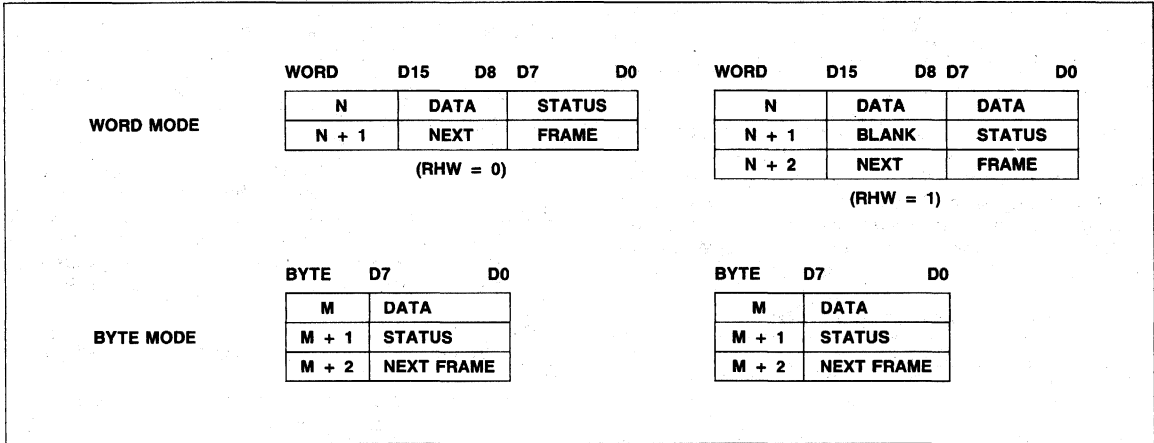 WORD D15 D8 D7 D0 WORD D15 D8 D7 D0
N DATA STATUS N DATA DATA
WORD MODE
N + 1 NEXT FRAME N + 1 BLANK STATUS
(RHW = 0) N + 2 NEXT FRAME
(RHW = 1)
BYTE D7 D0 BYTE D7 D0
M DATA M DATA
BYTE MODE M + 1 STATUS M + 1 STATUS
M + 2 NEXT FRAME M + 2 NEXT FRAME